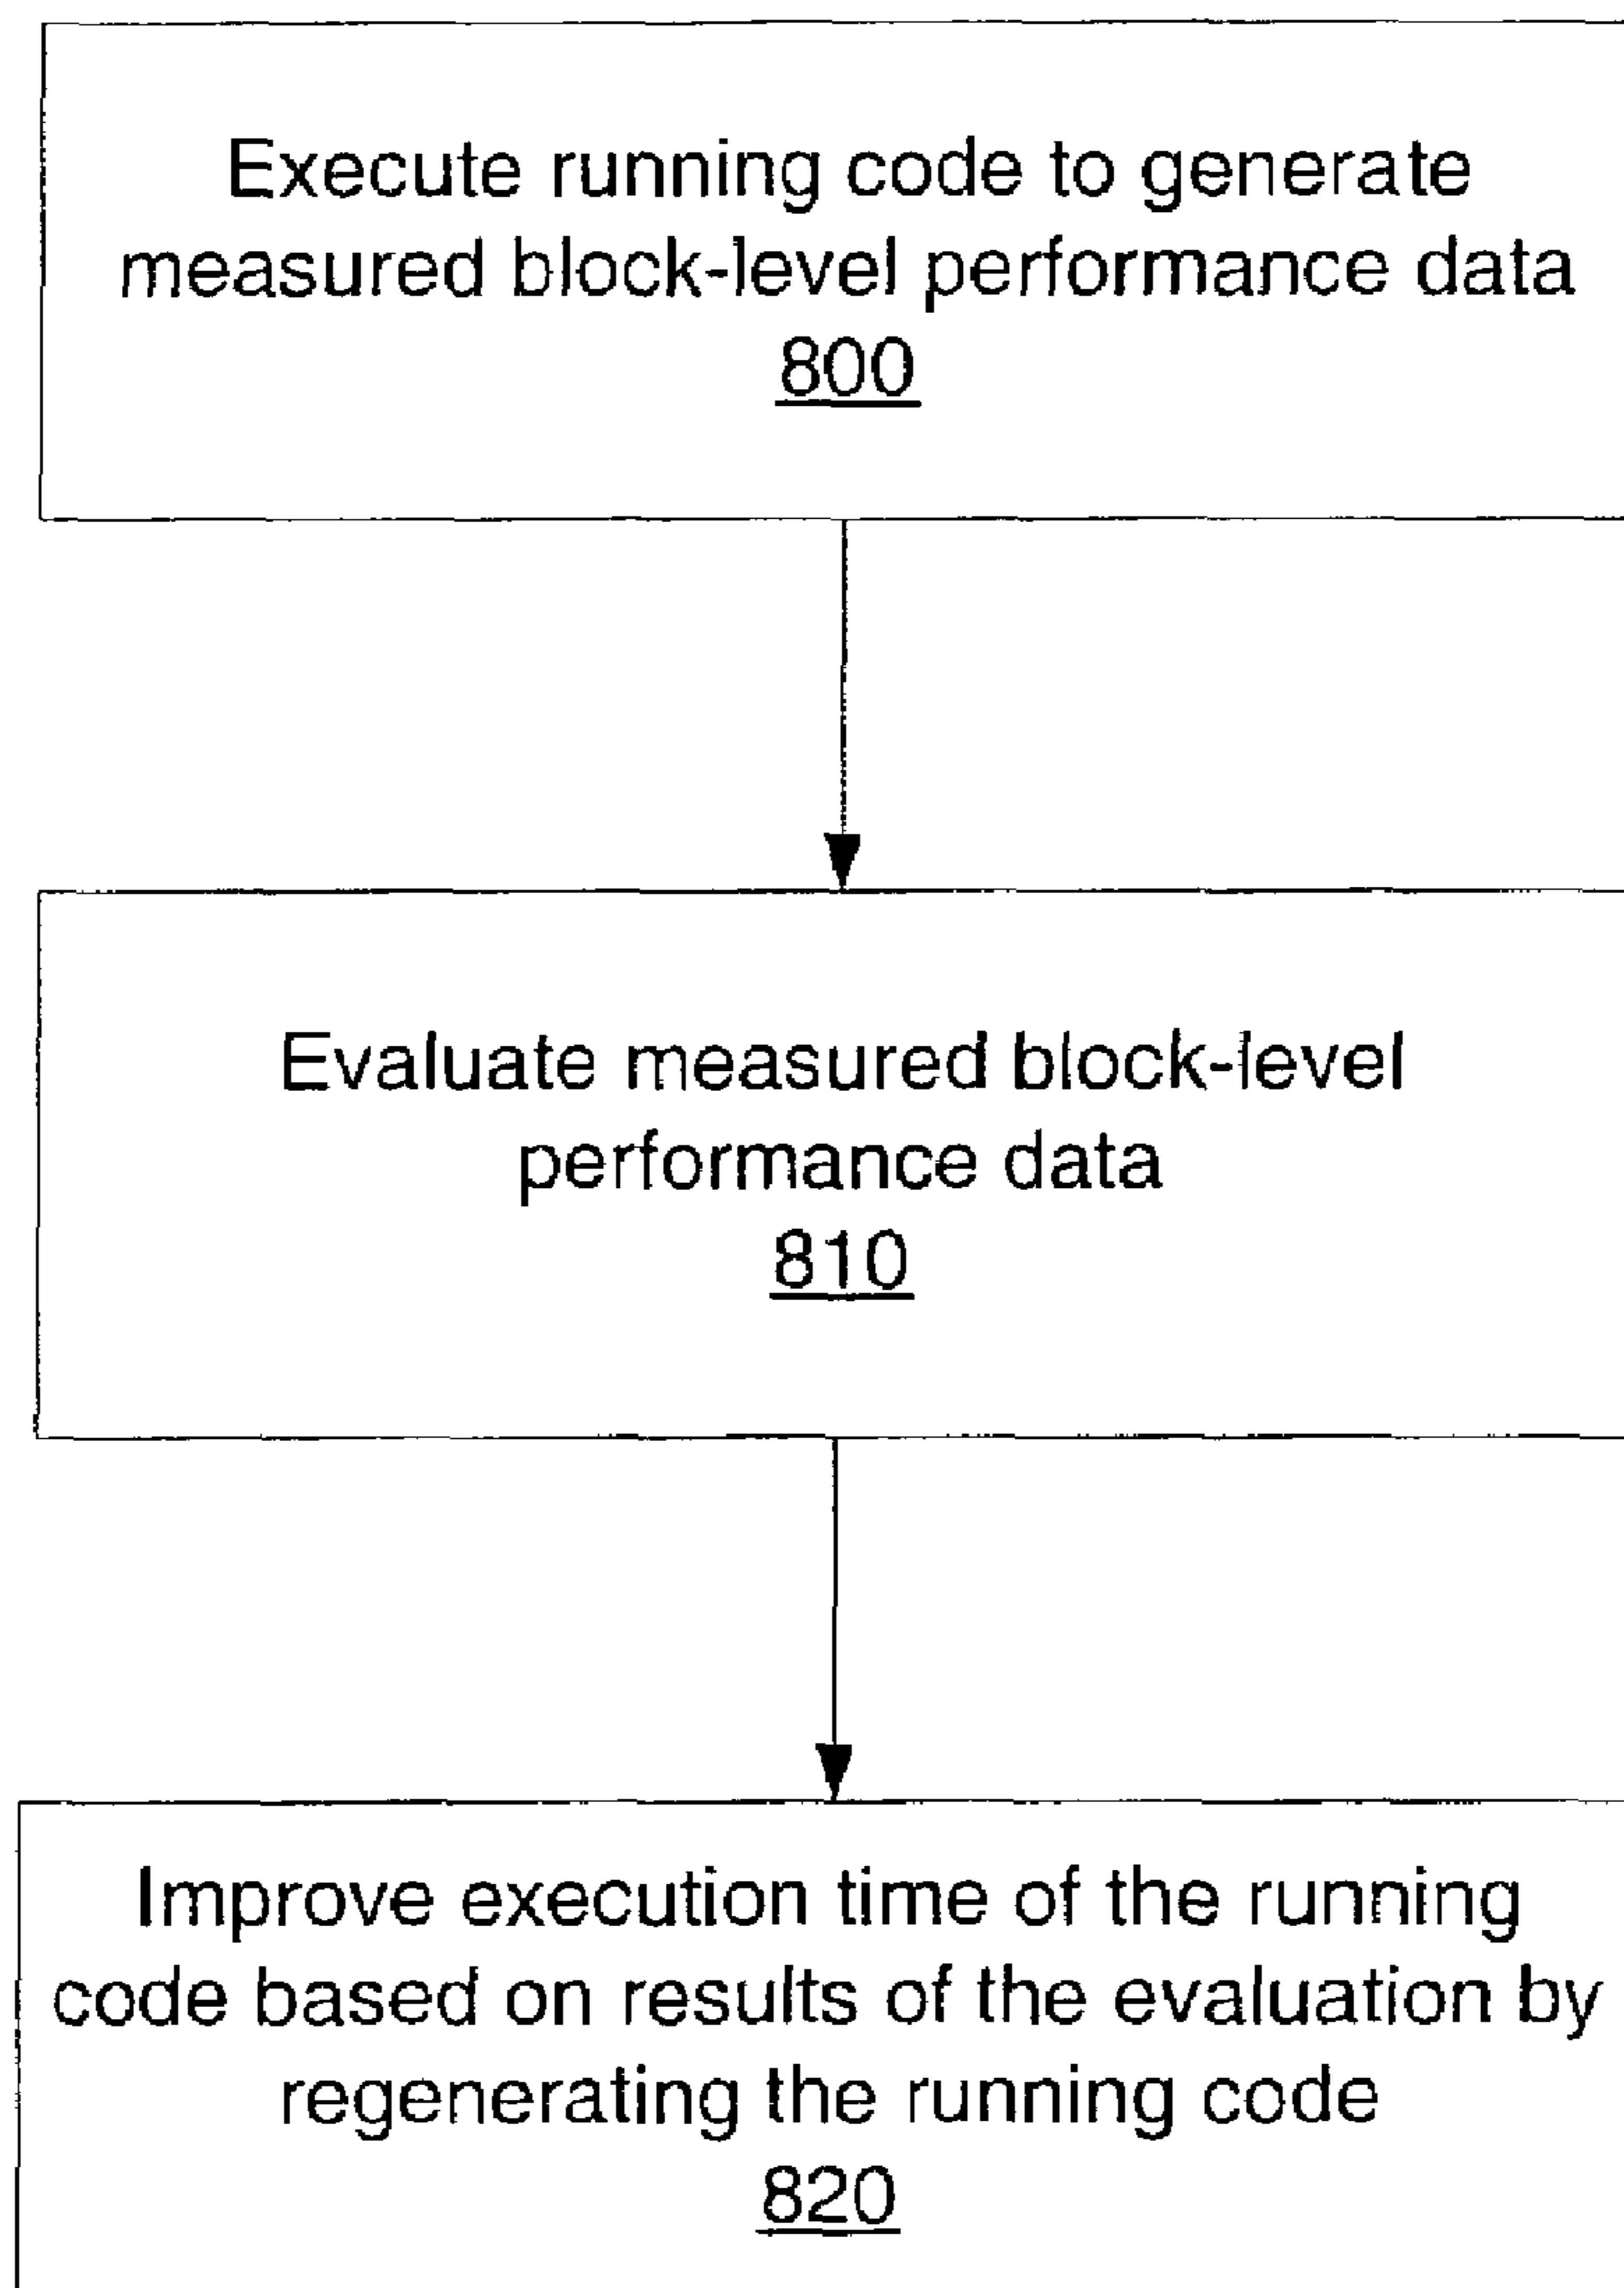 Execute running code to generate
measured block-level performance data
800
Evaluate measured block-level
performance data
810
Improve execution time of the running
code based on results of the evaluation by
regenerating the running code
820